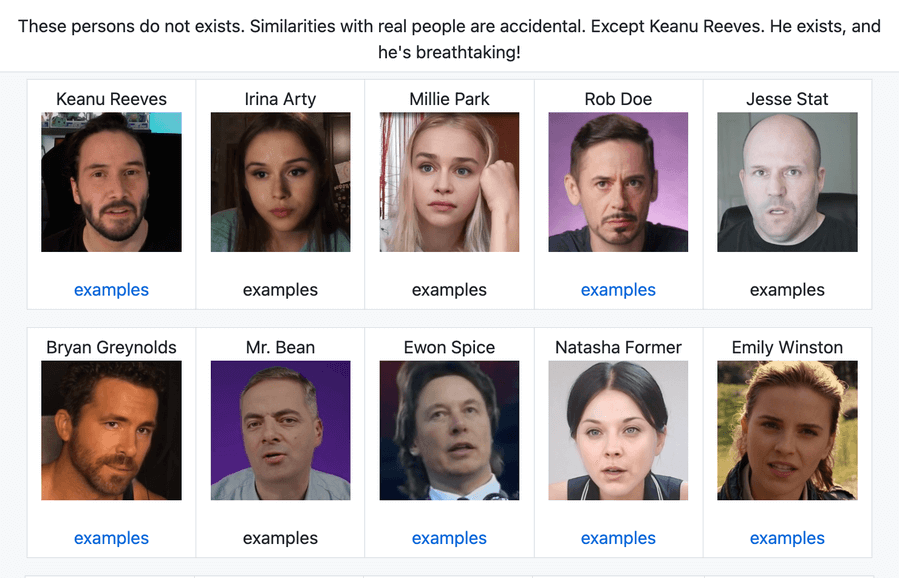 These persons do not exists. Similarities with real people are accidental. Except Keanu Reeves. He exists, and
he's breathtaking!
Keanu Reeves
Irina Arty
Millie Park
Rob Doe
Jesse Stat
examples
examples
examples
examples
examples
Bryan Greynolds
Mr. Bean
Ewon Spice
Natasha Former
Emily Winston
examples
examples
examples
examples
examples